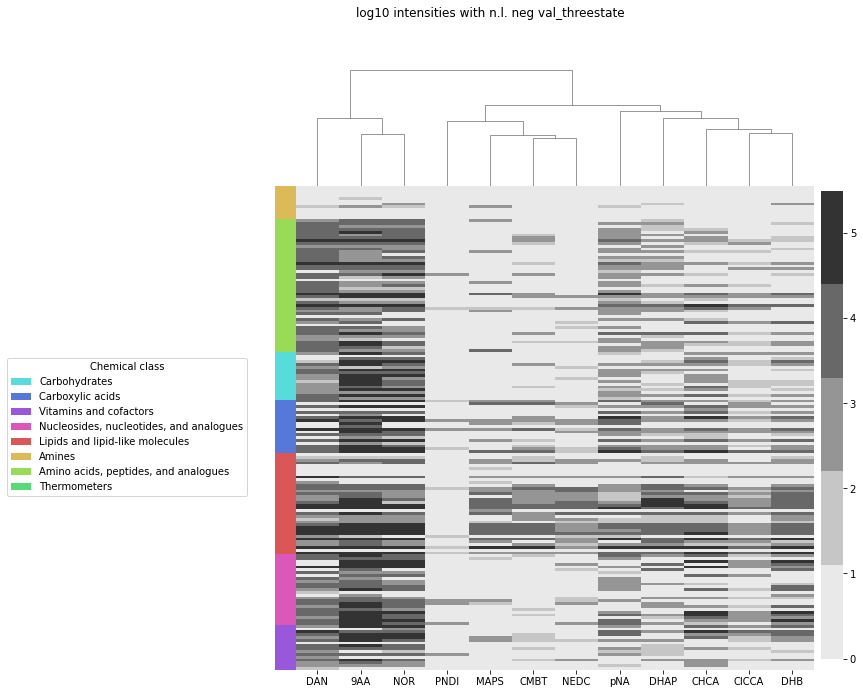 log10 intensities with n.l. neg val_threestate
Chemical class
Carbohydrates
Carboxylic acids
Vitamins and cofactors
Nucleosides, nucleotides, and analogues
Lipids and lipid-like molecules
Amines
Amino acids, peptides, and analogues
Thermometers
5
4
3
2
1
0
DAN 9AA NOR PNDI MAPS CMBT NEDC pNA DHAP CHCA ClCCA DHB